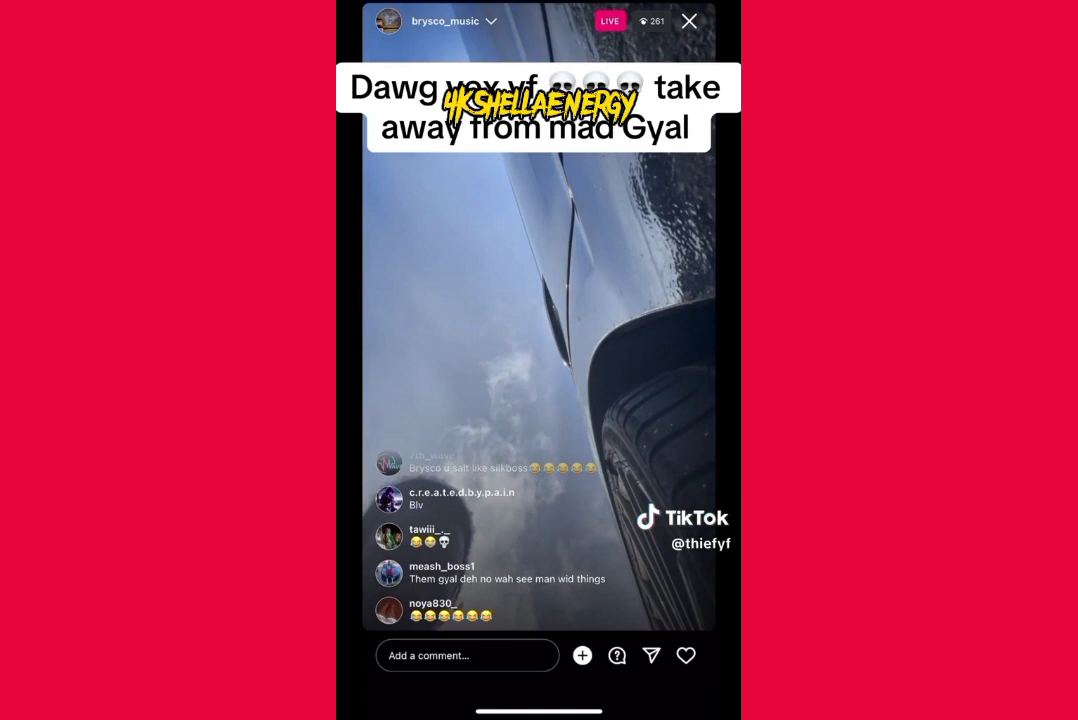 brysco_music
LIVE
261
Dawg vex yf 💀💀💀 take
4KSHELLAENERGY
away from mad Gyal
7th_wave
Brysco u salt like silkboss😂😂😂😂😂
c.r.e.a.t.e.d.b.y.p.a.i.n
Blv
tawiii_._
😂😂💀
meash_boss1
Them gyal deh no wah see man wid things
noya830_
😂😂😂😂😂😂
TikTok
@thiefyf
Add a comment...